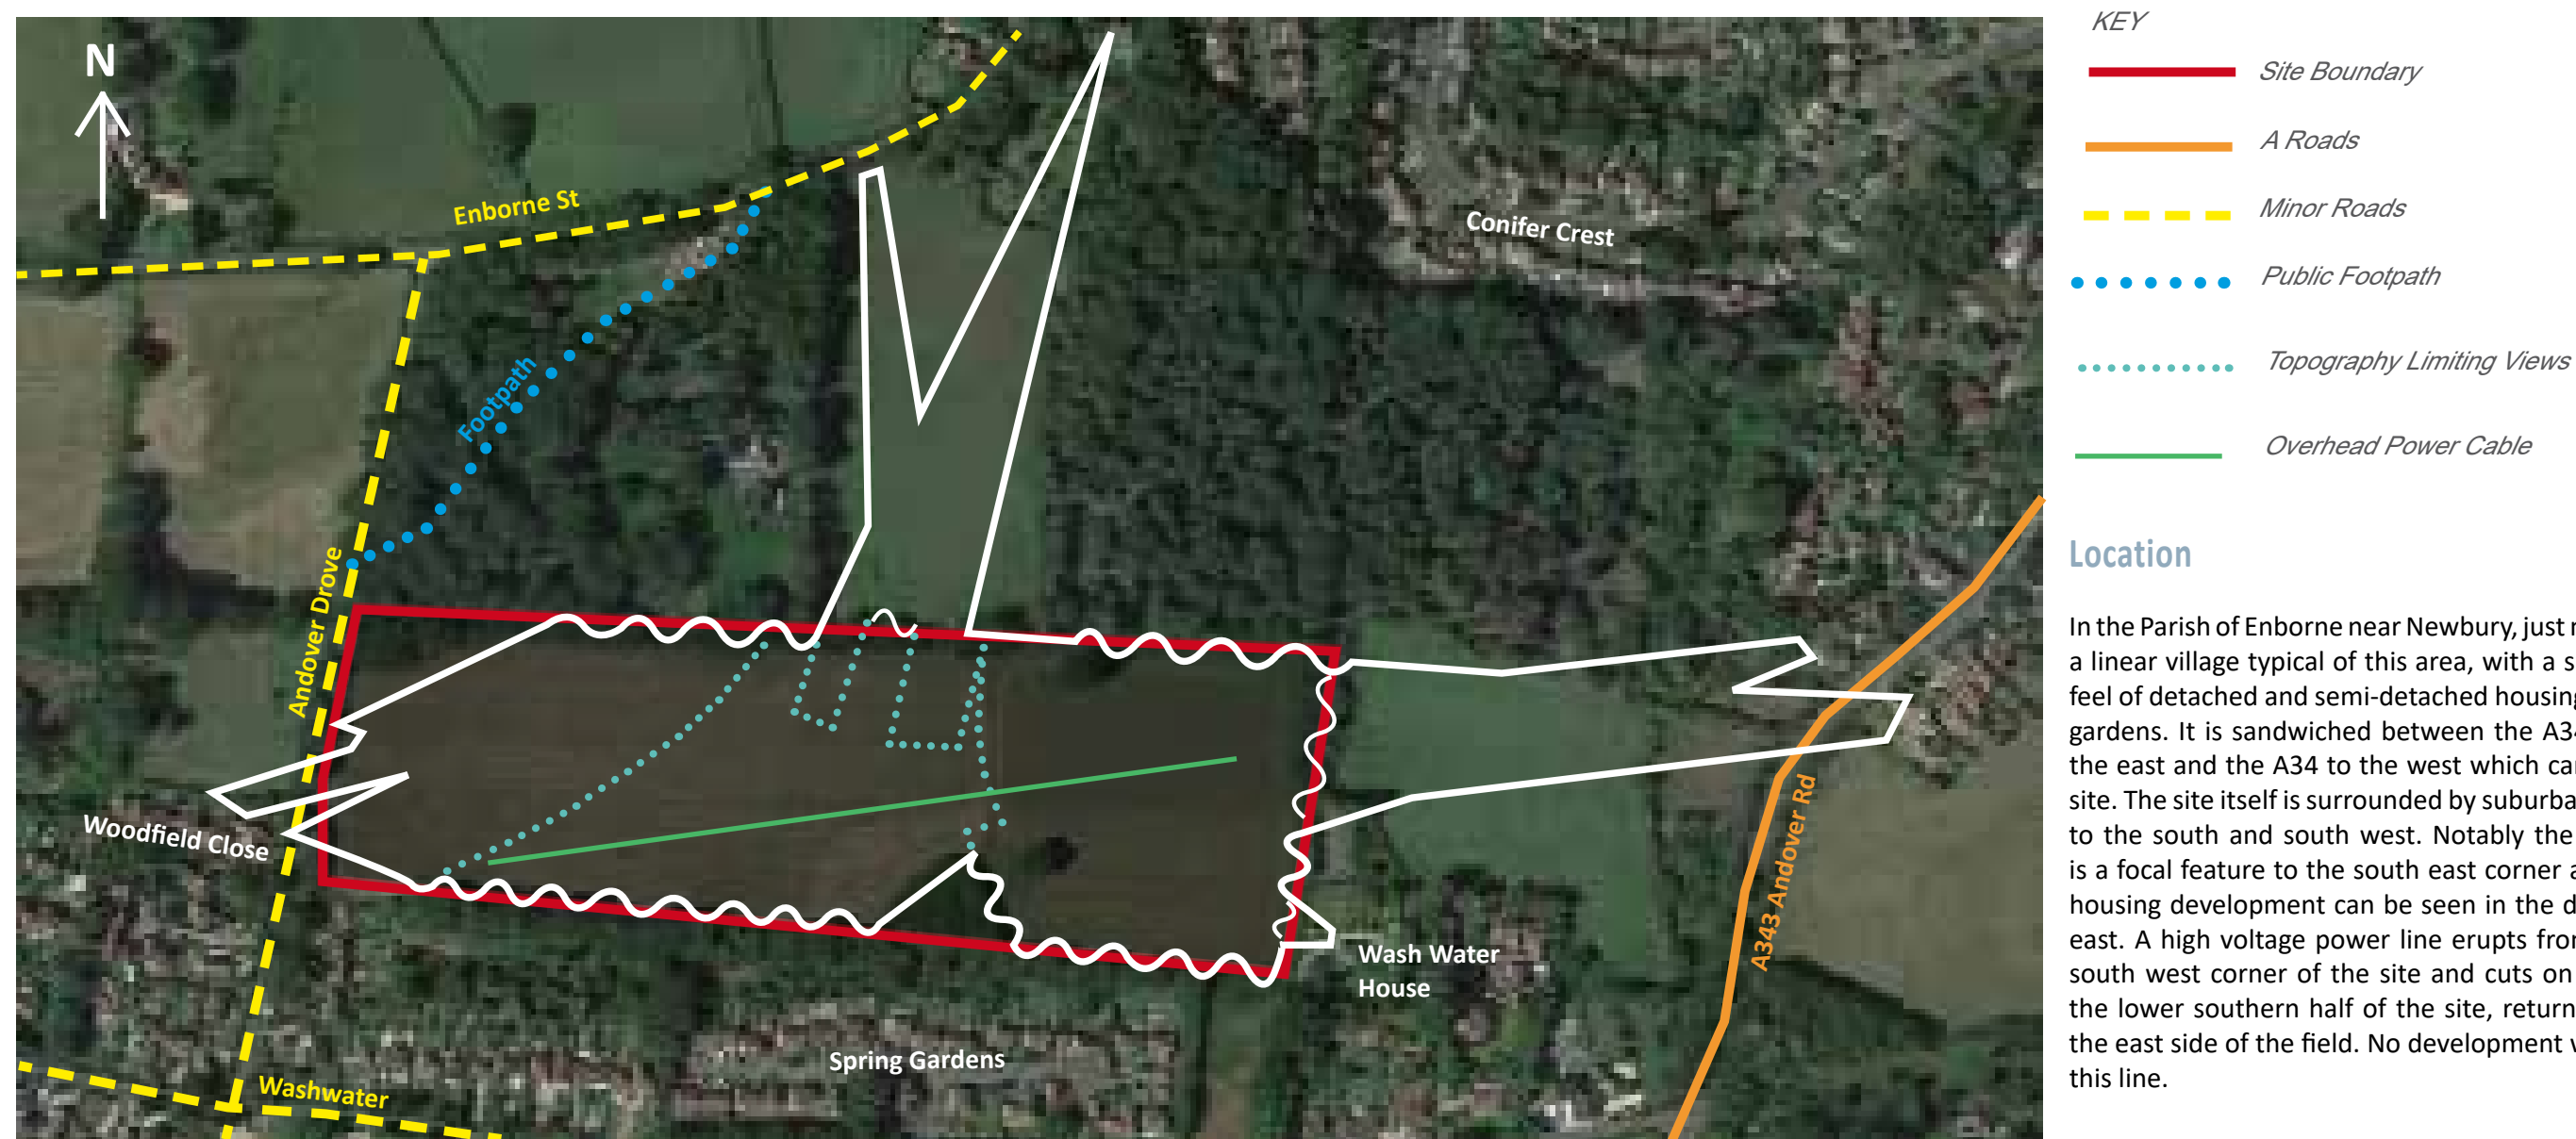 N
Enborne St
Conifer Crest
Footpath
Andover Drove
Woodfield Close
Wash Water
House
A343 Andover Rd
Spring Gardens
Washwater
KEY
Site Boundary
A Roads
Minor Roads
Public Footpath
Topography Limiting Views
Overhead Power Cable
Location
In the Parish of Enborne near Newbury, just
a linear village typical of this area, with a
feel of detached and semi-detached housing
gardens. It is sandwiched between the
the east and the A34 to the west which
site. The site itself is surrounded by
to the south and south west. Notably the
is a focal feature to the south east corner
housing development can be seen in the
east. A high voltage power line erupts
south west corner of the site and cuts on
the lower southern half of the site,
the east side of the field. No development
this line.